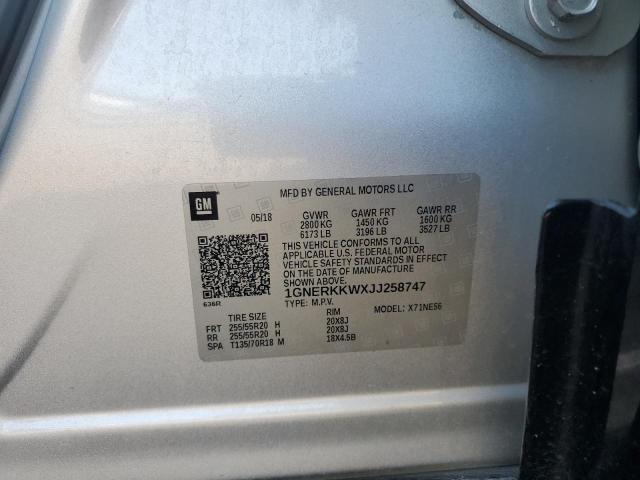 GM
MFD BY GENERAL MOTORS LLC
05/18 GVWR GAWR FRT GAWR RR
2800 KG 1450 KG 1600 KG
6173 LB 3196 LB 3527 LB
THIS VEHICLE CONFORMS TO ALL
APPLICABLE U.S. FEDERAL MOTOR
VEHICLE SAFETY STANDARDS IN EFFECT
ON THE DATE OF MANUFACTURE
SHOWN ABOVE.
636R
1GNERKKWXJJ258747
TYPE: M.P.V. MODEL: X71NE56
TIRE SIZE RIM
FRT 255/55R20 H 20X8J
RR 255/55R20 H 20X8J
SPA T135/70R18 M 18X4.5B